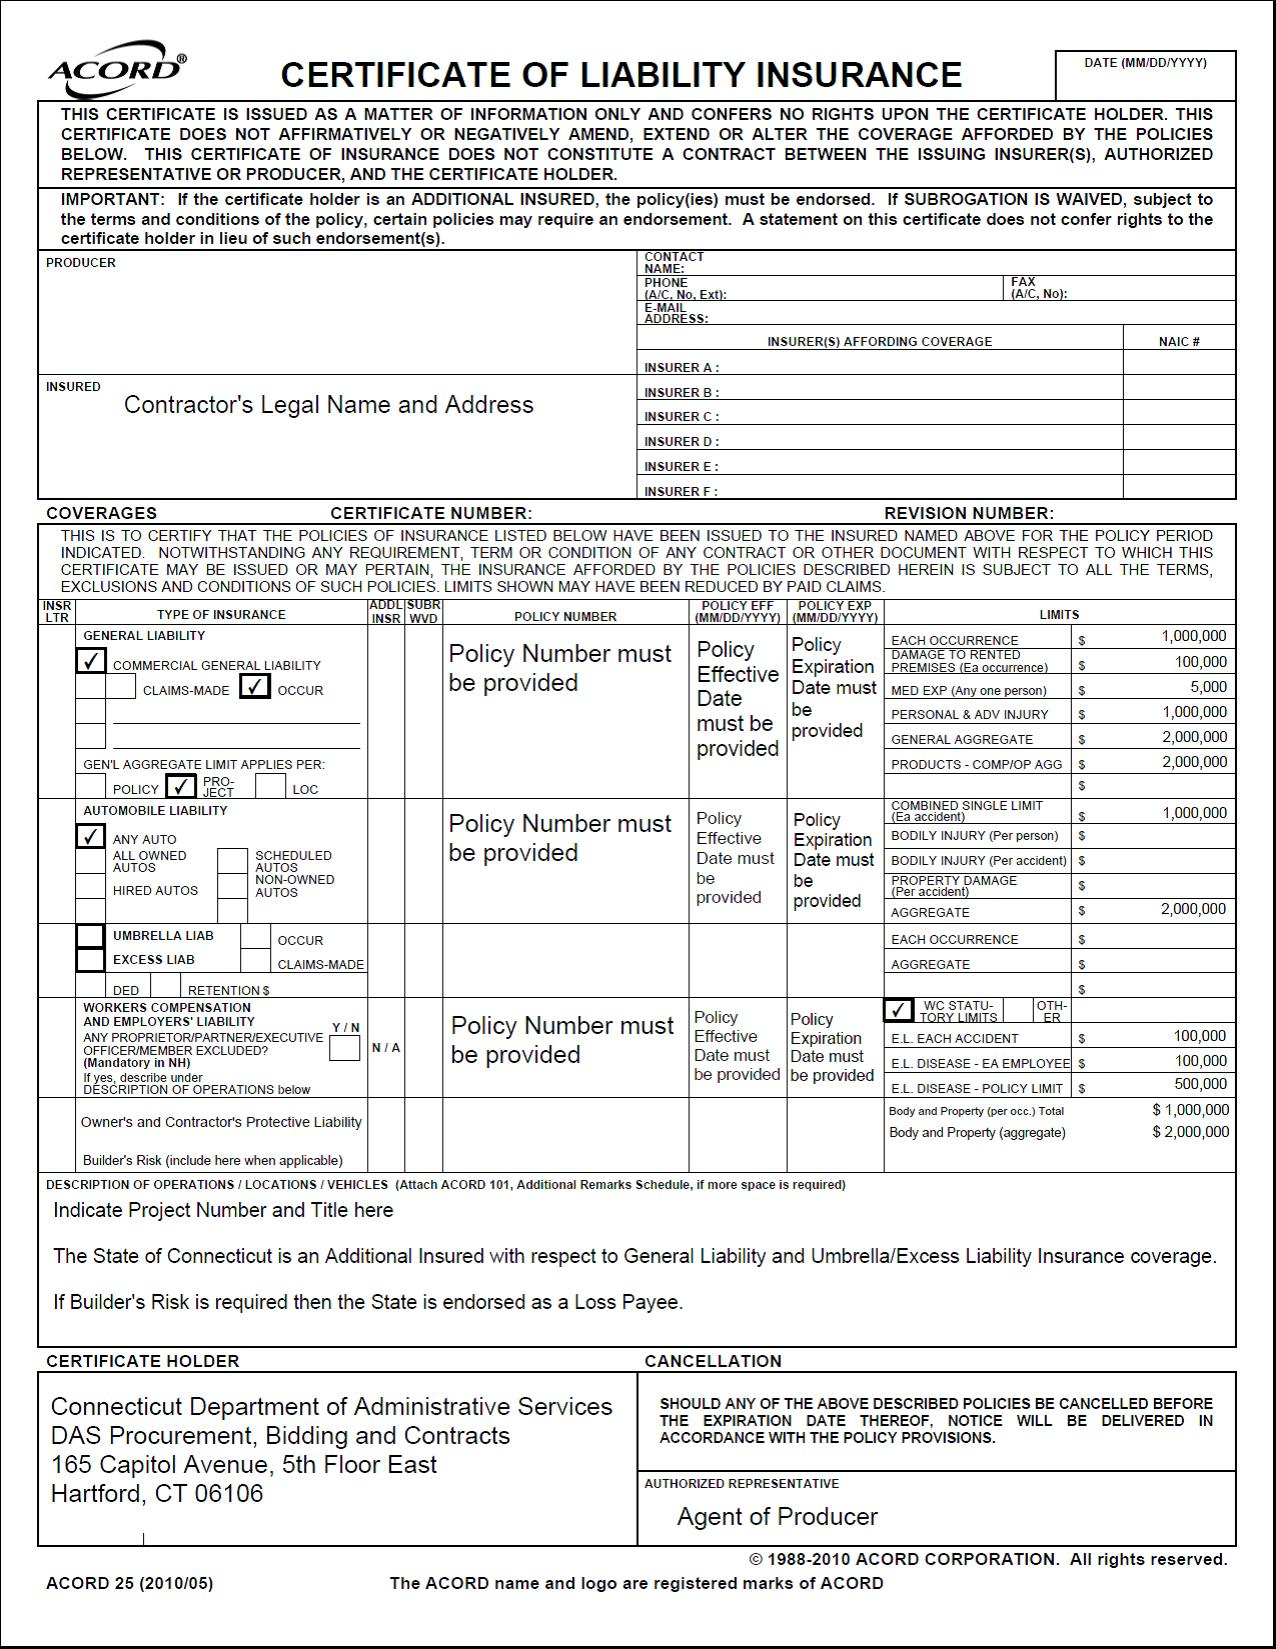 ACORD®
CERTIFICATE OF LIABILITY INSURANCE
DATE (MM/DD/YYYY)
THIS CERTIFICATE IS ISSUED AS A MATTER OF INFORMATION ONLY AND CONFERS NO RIGHTS UPON THE CERTIFICATE HOLDER. THIS
CERTIFICATE DOES NOT AFFIRMATIVELY OR NEGATIVELY AMEND, EXTEND OR ALTER THE COVERAGE AFFORDED BY THE POLICIES
BELOW. THIS CERTIFICATE OF INSURANCE DOES NOT CONSTITUTE A CONTRACT BETWEEN THE ISSUING INSURER(S), AUTHORIZED
REPRESENTATIVE OR PRODUCER, AND THE CERTIFICATE HOLDER.
IMPORTANT: If the certificate holder is an ADDITIONAL INSURED, the policy(ies) must be endorsed. If SUBROGATION IS WAIVED, subject to
the terms and conditions of the policy, certain policies may require an endorsement. A statement on this certificate does not confer rights to the
certificate holder in lieu of such endorsement(s).
PRODUCER
CONTACT
NAME:
PHONE
(A/C, No, Ext):
FAX
(A/C, No):
E-MAIL
ADDRESS:
INSURER(S) AFFORDING COVERAGE
NAIC #
INSURER A :
INSURED
Contractor's Legal Name and Address
INSURER B :
INSURER C :
INSURER D :
INSURER E :
INSURER F :
COVERAGES CERTIFICATE NUMBER: REVISION NUMBER:
THIS IS TO CERTIFY THAT THE POLICIES OF INSURANCE LISTED BELOW HAVE BEEN ISSUED TO THE INSURED NAMED ABOVE FOR THE POLICY PERIOD
INDICATED. NOTWITHSTANDING ANY REQUIREMENT, TERM OR CONDITION OF ANY CONTRACT OR OTHER DOCUMENT WITH RESPECT TO WHICH THIS
CERTIFICATE MAY BE ISSUED OR MAY PERTAIN, THE INSURANCE AFFORDED BY THE POLICIES DESCRIBED HEREIN IS SUBJECT TO ALL THE TERMS,
EXCLUSIONS AND CONDITIONS OF SUCH POLICIES. LIMITS SHOWN MAY HAVE BEEN REDUCED BY PAID CLAIMS.
INSR
LTR
TYPE OF INSURANCE
ADDL
INSR
SUBR
WVD
POLICY NUMBER
POLICY EFF
(MM/DD/YYYY)
POLICY EXP
(MM/DD/YYYY)
LIMITS
GENERAL LIABILITY
✓ COMMERCIAL GENERAL LIABILITY
CLAIMS-MADE ✓ OCCUR
GEN'L AGGREGATE LIMIT APPLIES PER:
POLICY ✓ PRO-
JECT
LOC
Policy Number must
be provided
Policy
Effective
Date
must be
provided
Policy
Expiration
Date must
be
provided
EACH OCCURRENCE $ 1,000,000
DAMAGE TO RENTED
PREMISES (Ea occurrence) $ 100,000
MED EXP (Any one person) $ 5,000
PERSONAL & ADV INJURY $ 1,000,000
GENERAL AGGREGATE $ 2,000,000
PRODUCTS - COMP/OP AGG $ 2,000,000
$
AUTOMOBILE LIABILITY
✓ ANY AUTO
ALL OWNED
AUTOS
SCHEDULED
AUTOS
HIRED AUTOS
NON-OWNED
AUTOS
Policy Number must
be provided
Policy
Effective
Date must
be
provided
Policy
Expiration
Date must
be
provided
COMBINED SINGLE LIMIT
(Ea accident) $ 1,000,000
BODILY INJURY (Per person) $
BODILY INJURY (Per accident) $
PROPERTY DAMAGE
(Per accident) $
AGGREGATE $ 2,000,000
UMBRELLA LIAB OCCUR
EXCESS LIAB CLAIMS-MADE
DED RETENTION $
EACH OCCURRENCE $
AGGREGATE $
$
WORKERS COMPENSATION
AND EMPLOYERS' LIABILITY
Y / N
ANY PROPRIETOR/PARTNER/EXECUTIVE
OFFICER/MEMBER EXCLUDED?
(Mandatory in NH)
If yes, describe under
DESCRIPTION OF OPERATIONS below
N / A
Policy Number must
be provided
Policy
Effective
Date must
be provided
Policy
Expiration
Date must
be provided
✓ WC STATU-
TORY LIMITS
OTH-
ER
E.L. EACH ACCIDENT $ 100,000
E.L. DISEASE - EA EMPLOYEE $ 100,000
E.L. DISEASE - POLICY LIMIT $ 500,000
Owner's and Contractor's Protective Liability
Builder's Risk (include here when applicable)
Body and Property (per occ.) Total $ 1,000,000
Body and Property (aggregate) $ 2,000,000
DESCRIPTION OF OPERATIONS / LOCATIONS / VEHICLES (Attach ACORD 101, Additional Remarks Schedule, if more space is required)
Indicate Project Number and Title here
The State of Connecticut is an Additional Insured with respect to General Liability and Umbrella/Excess Liability Insurance coverage.
If Builder's Risk is required then the State is endorsed as a Loss Payee.
CERTIFICATE HOLDER
CANCELLATION
Connecticut Department of Administrative Services
DAS Procurement, Bidding and Contracts
165 Capitol Avenue, 5th Floor East
Hartford, CT 06106
SHOULD ANY OF THE ABOVE DESCRIBED POLICIES BE CANCELLED BEFORE
THE EXPIRATION DATE THEREOF, NOTICE WILL BE DELIVERED IN
ACCORDANCE WITH THE POLICY PROVISIONS.
AUTHORIZED REPRESENTATIVE
Agent of Producer
© 1988-2010 ACORD CORPORATION. All rights reserved.
ACORD 25 (2010/05) The ACORD name and logo are registered marks of ACORD